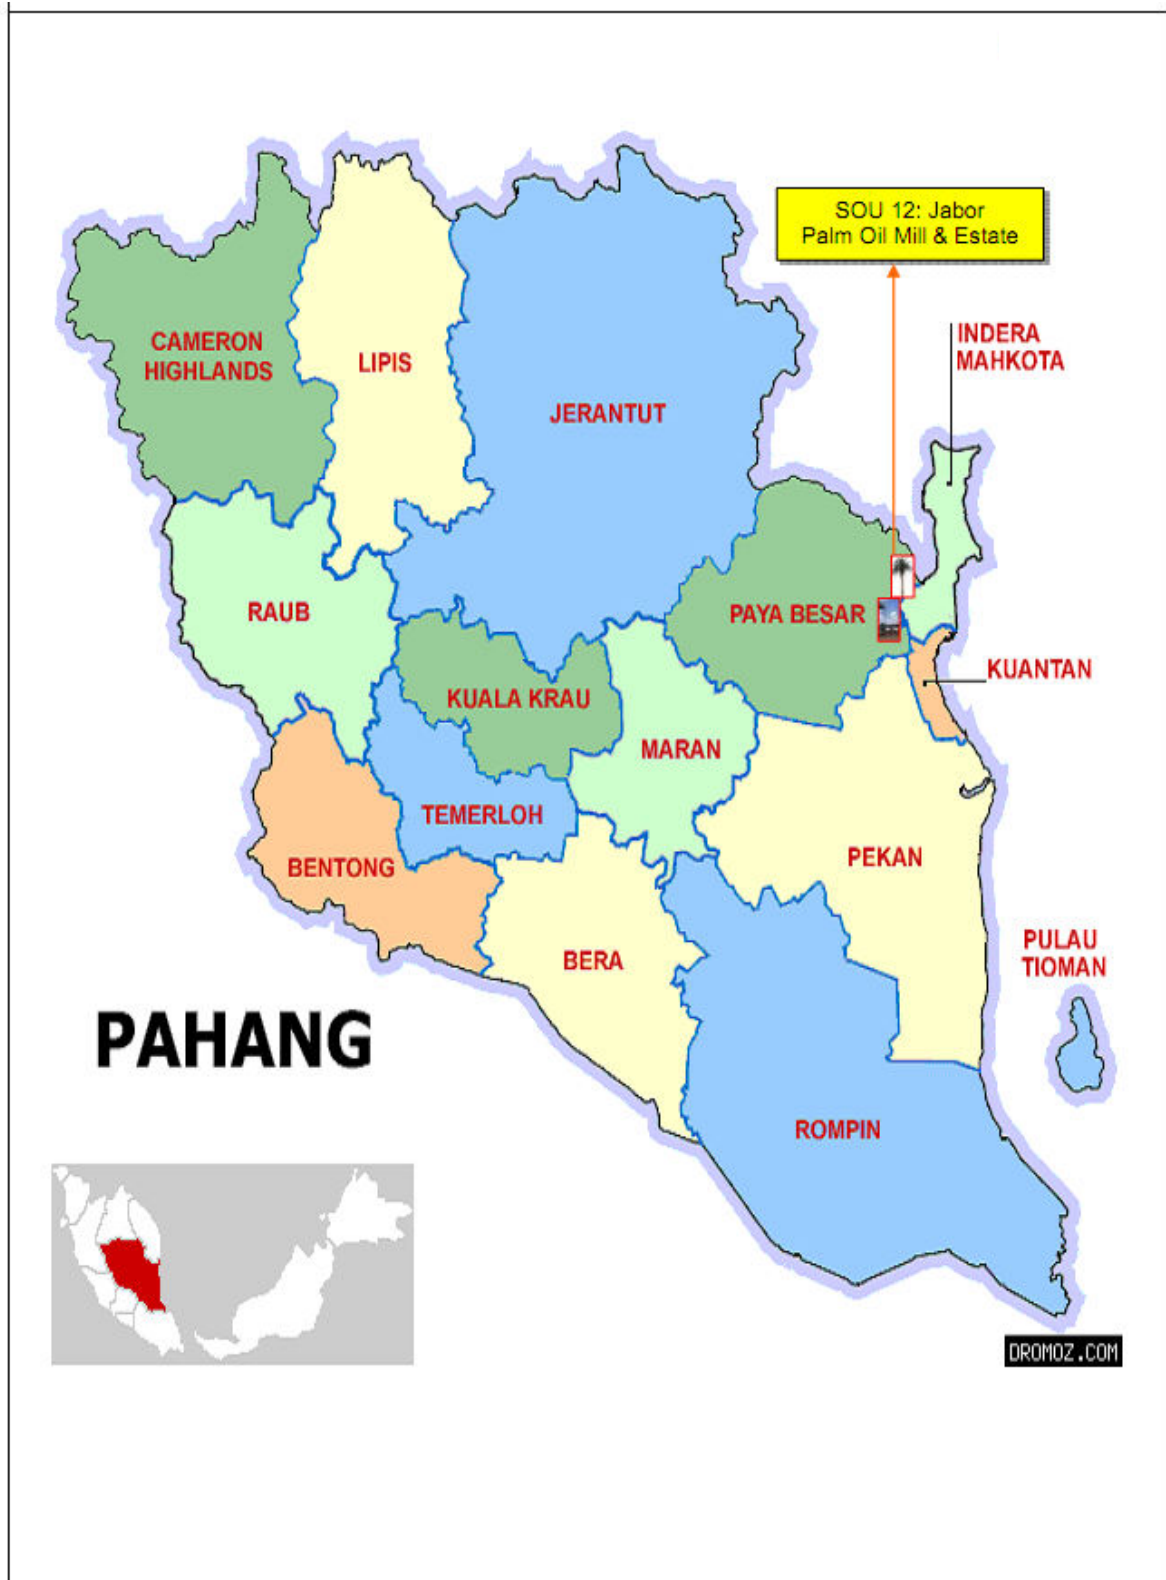 SOU 12: Jabor
Palm Oil Mill & Estate
INDERA
MAHKOTA
CAMERON
HIGHLANDS
LIPIS
JERANTUT
RAUB
PAYA BESAR
KUANTAN
KUALA KRAU
MARAN
TEMERLOH
BENTONG
PEKAN
BERA
PULAU
TIOMAN
PAHANG
ROMPIN
DROMOZ.COM